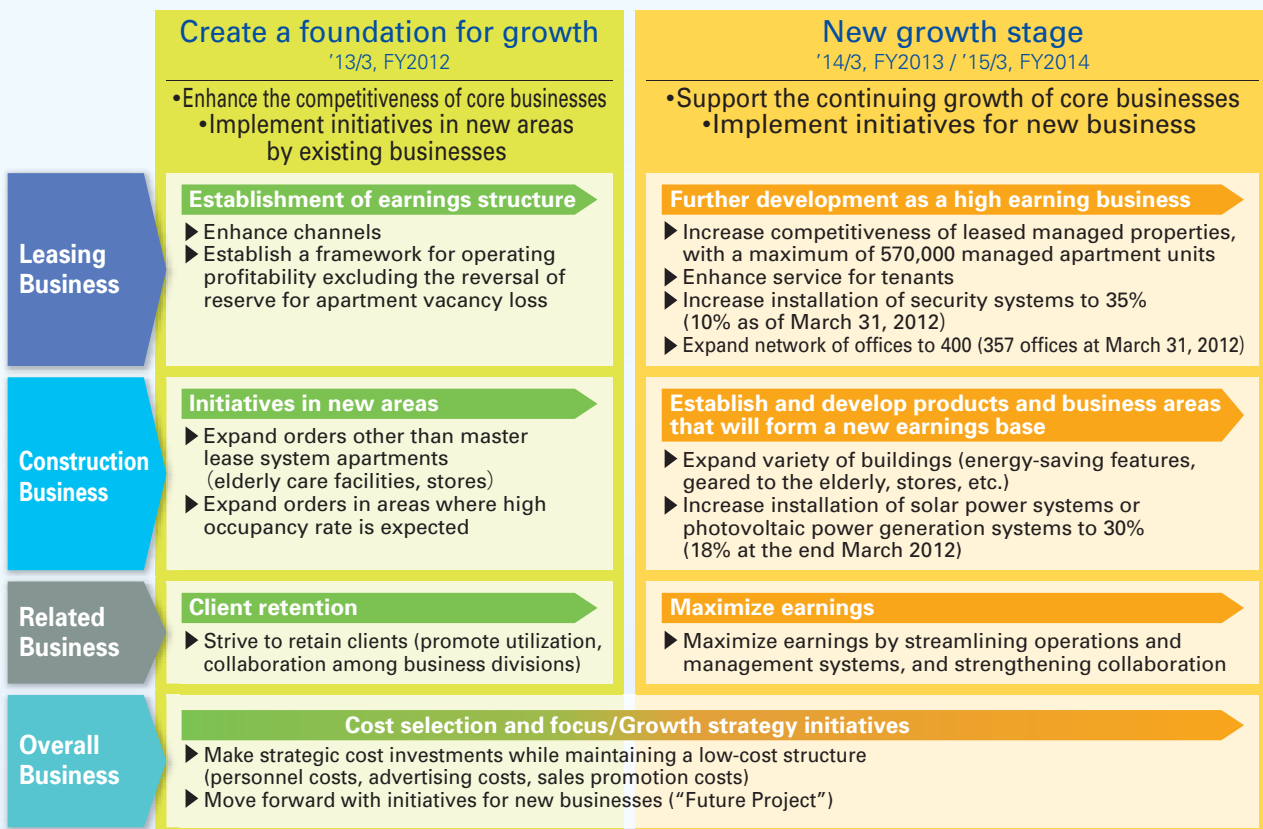 Create a foundation for growth
'13/3, FY2012
•Enhance the competitiveness of core businesses
•Implement initiatives in new areas
by existing businesses
New growth stage
'14/3, FY2013 / '15/3, FY2014
•Support the continuing growth of core businesses
•Implement initiatives for new business
Leasing
Business
Establishment of earnings structure
▶ Enhance channels
▶ Establish a framework for operating
profitability excluding the reversal of
reserve for apartment vacancy loss
Further development as a high earning business
▶ Increase competitiveness of leased managed properties,
with a maximum of 570,000 managed apartment units
▶ Enhance service for tenants
▶ Increase installation of security systems to 35%
(10% as of March 31, 2012)
▶ Expand network of offices to 400 (357 offices at March 31, 2012)
Construction
Business
Initiatives in new areas
▶ Expand orders other than master
lease system apartments
(elderly care facilities, stores)
▶ Expand orders in areas where high
occupancy rate is expected
Establish and develop products and business areas
that will form a new earnings base
▶ Expand variety of buildings (energy-saving features,
geared to the elderly, stores, etc.)
▶ Increase installation of solar power systems or
photovoltaic power generation systems to 30%
(18% at the end March 2012)
Related
Business
Client retention
▶ Strive to retain clients (promote utilization,
collaboration among business divisions)
Maximize earnings
▶ Maximize earnings by streamlining operations and
management systems, and strengthening collaboration
Overall
Business
Cost selection and focus/Growth strategy initiatives
▶ Make strategic cost investments while maintaining a low-cost structure
(personnel costs, advertising costs, sales promotion costs)
▶ Move forward with initiatives for new businesses (“Future Project”)